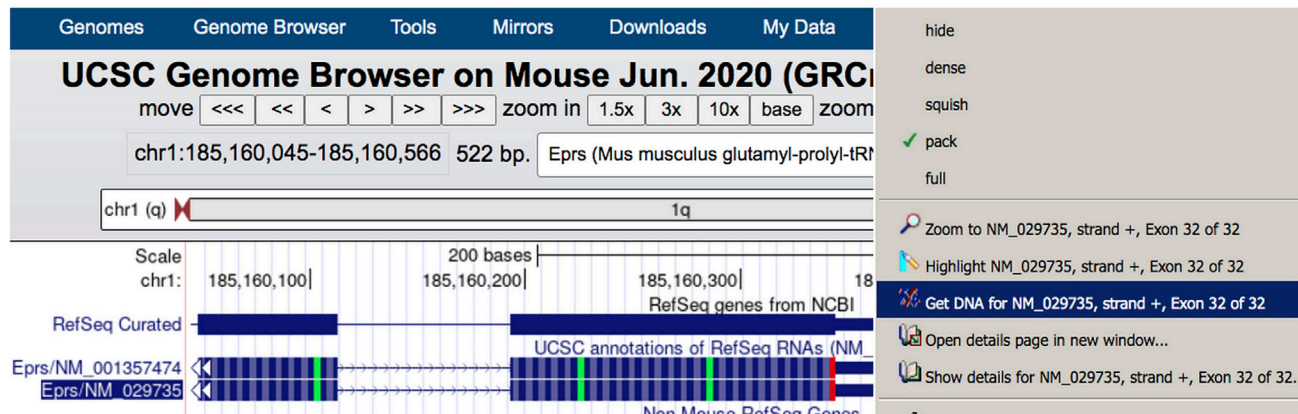 Genomes Genome Browser Tools Mirrors Downloads My Data
UCSC Genome Browser on Mouse Jun. 2020 (GRC
move <<< << < > >> >>> zoom in 1.5x 3x 10x base zoom
chr1:185,160,045-185,160,566 522 bp. Eprs (Mus musculus glutamyl-prolyl-tR
chr1 (q) 1q
Scale 200 bases
chr1: 185,160,100 185,160,200 185,160,300 18
RefSeq genes from NCBI
RefSeq Curated
UCSC annotations of RefSeq RNAs (NM_
Eprs/NM_001357474
Eprs/NM_029735
Non-Mouse RefSeq Genes
hide
dense
squish
pack
full
Zoom to NM_029735, strand +, Exon 32 of 32
Highlight NM_029735, strand +, Exon 32 of 32
Get DNA for NM_029735, strand +, Exon 32 of 32
Open details page in new window...
Show details for NM_029735, strand +, Exon 32 of 32.